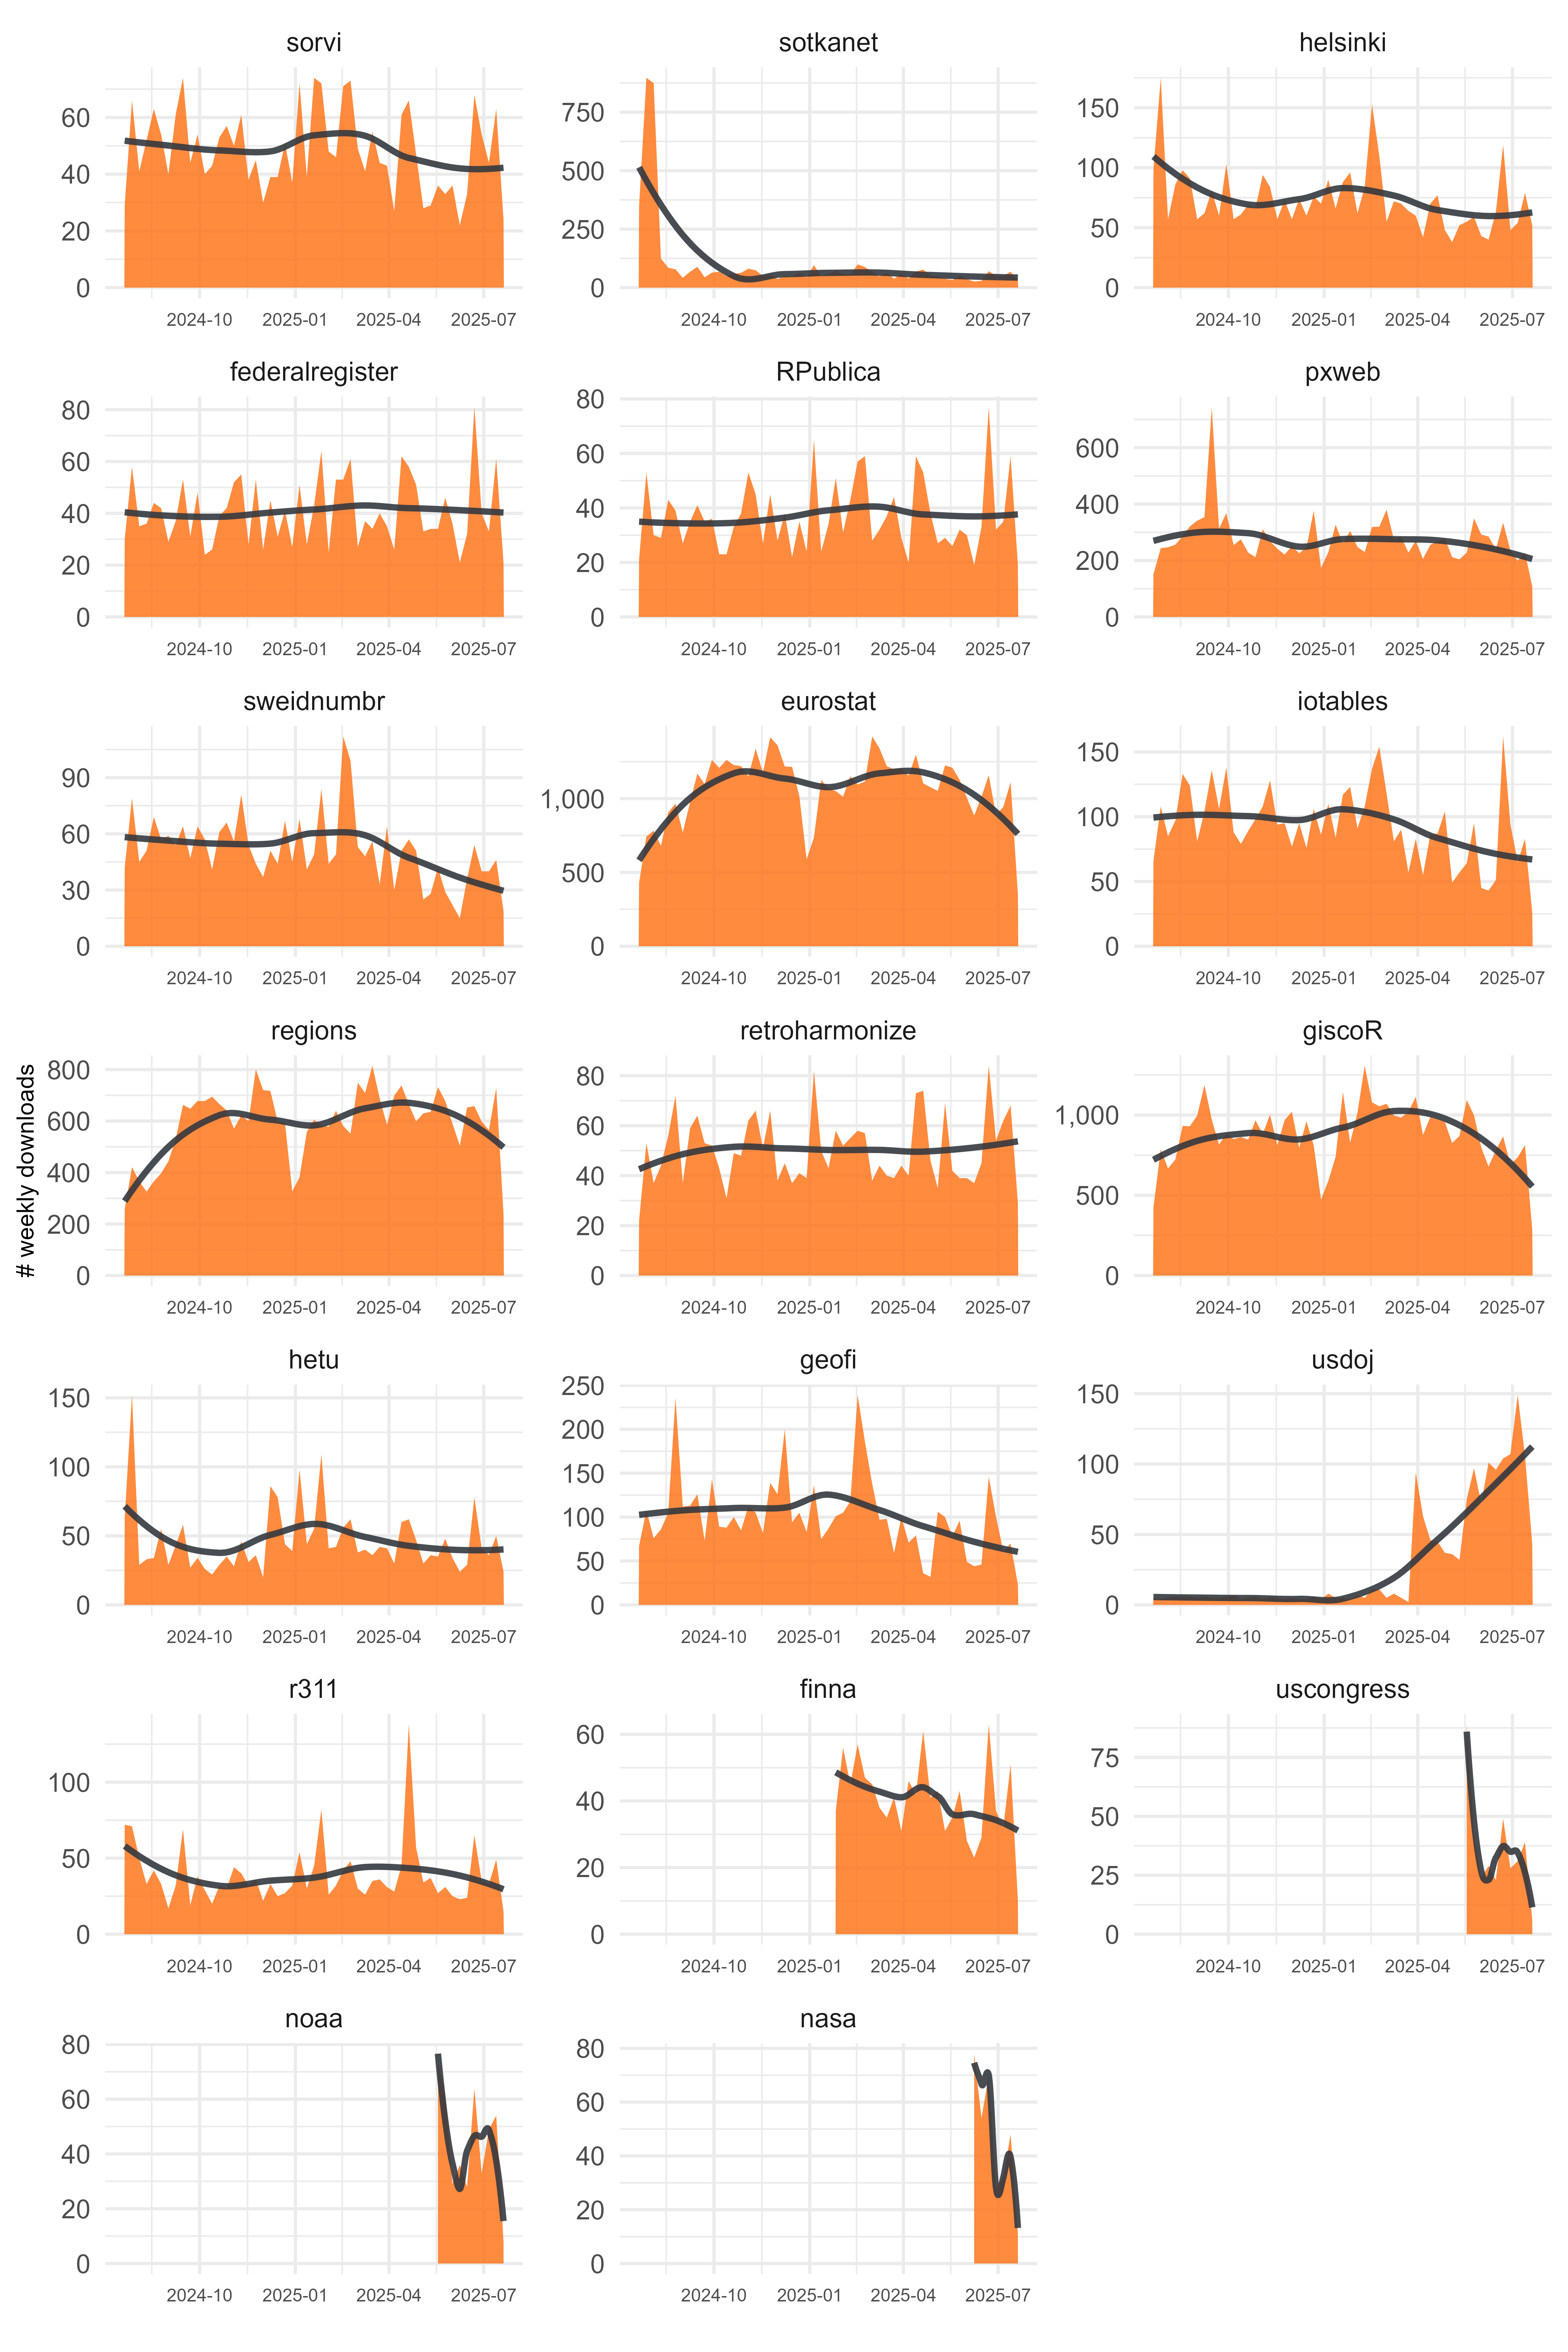 sorvi sotkanet helsinki
60 750 150
40 500 100
20 250 50
0 0 0
2024-10 2025-01 2025-04 2025-07 2024-10 2025-01 2025-04 2025-07 2024-10 2025-01 2025-04 2025-07
federalregister RPublica pxweb
80 80 600
60 60 400
40 40 200
20 20 0
0 0
2024-10 2025-01 2025-04 2025-07 2024-10 2025-01 2025-04 2025-07 2024-10 2025-01 2025-04 2025-07
sweidnumbr eurostat iotables
90 1,000 150
60 500 100
30 0 50
0 0
2024-10 2025-01 2025-04 2025-07 2024-10 2025-01 2025-04 2025-07 2024-10 2025-01 2025-04 2025-07
# weekly downloads
regions retroharmonize giscoR
800 80 1,000
600 60 500
400 40 0
200 20
0 0
2024-10 2025-01 2025-04 2025-07 2024-10 2025-01 2025-04 2025-07 2024-10 2025-01 2025-04 2025-07
hetu geofi usdoj
150 250 150
100 200 100
50 150 50
0 100 0
50
0
2024-10 2025-01 2025-04 2025-07 2024-10 2025-01 2025-04 2025-07 2024-10 2025-01 2025-04 2025-07
r311 finna uscongress
100 60 75
50 40 50
0 20 25
0 0
2024-10 2025-01 2025-04 2025-07 2024-10 2025-01 2025-04 2025-07 2024-10 2025-01 2025-04 2025-07
noaa nasa
80 80
60 60
40 40
20 20
0 0
2024-10 2025-01 2025-04 2025-07 2024-10 2025-01 2025-04 2025-07